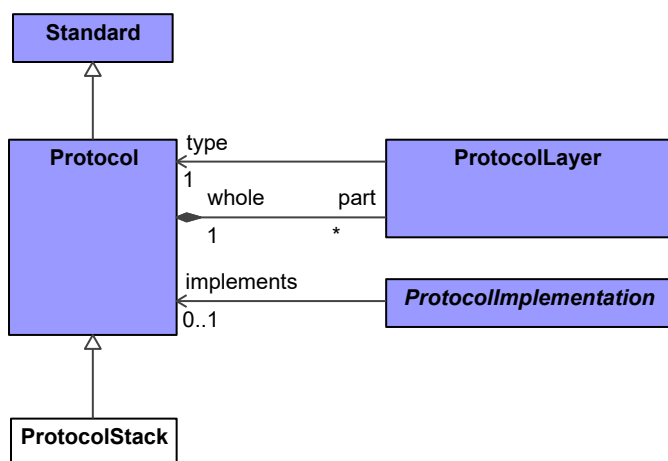 Standard
Protocol
type
1
ProtocolLayer
whole
part
1
*
implements
0..1
ProtocolImplementation
ProtocolStack